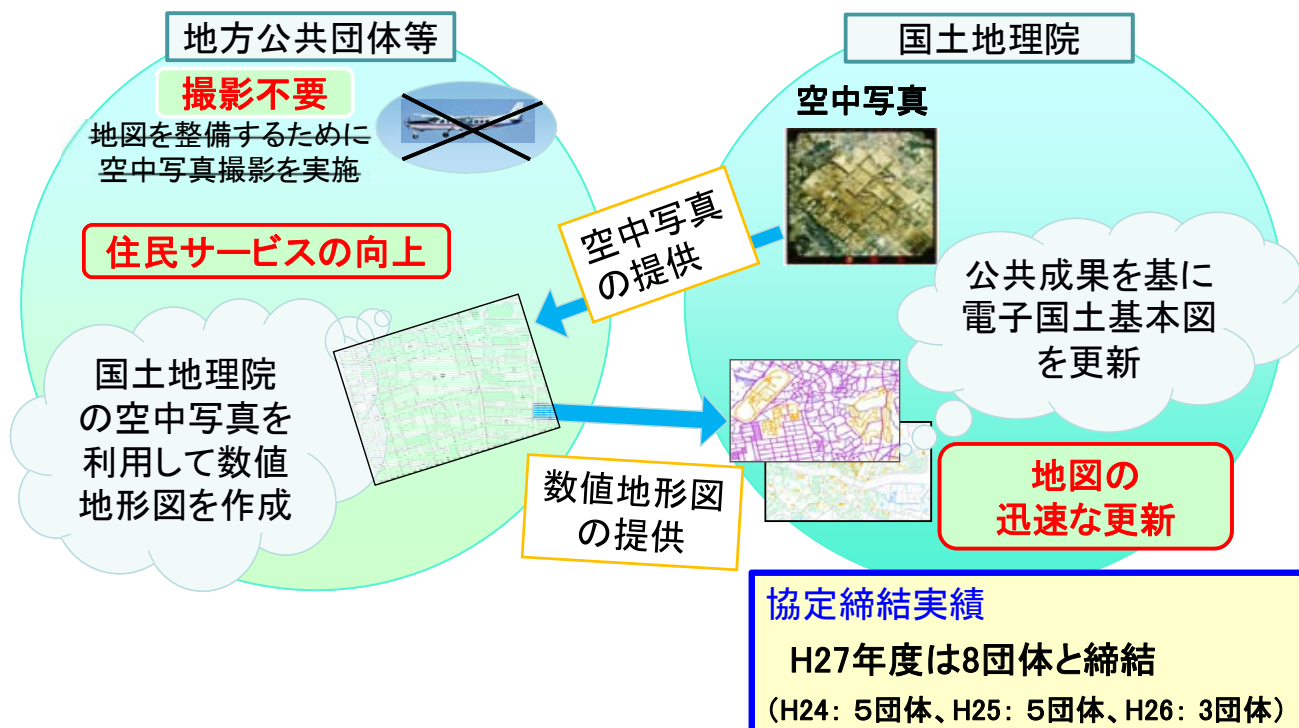 地方公共団体等
撮影不要
地図を整備するために
空中写真撮影を実施
住民サービスの向上
国土地理院
の空中写真を
利用して数値
地形図を作成
空中写真
の提供
数値地形図
の提供
国土地理院
空中写真
公共成果を基に
電子国土基本図
を更新
地図の
迅速な更新
協定締結実績
H27年度は8団体と締結
（H24：５団体、H25：５団体、H26：3団体）